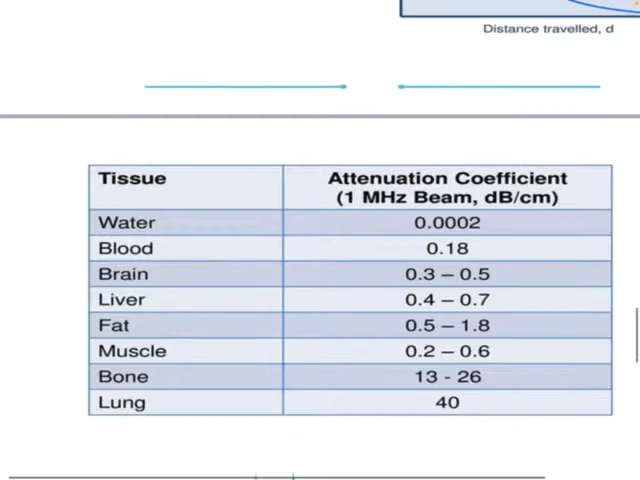 Distance travelled, d
Tissue Attenuation Coefficient
(1 MHz Beam, dB/cm)
Water 0.0002
Blood 0.18
Brain 0.3 – 0.5
Liver 0.4 – 0.7
Fat 0.5 – 1.8
Muscle 0.2 – 0.6
Bone 13 - 26
Lung 40